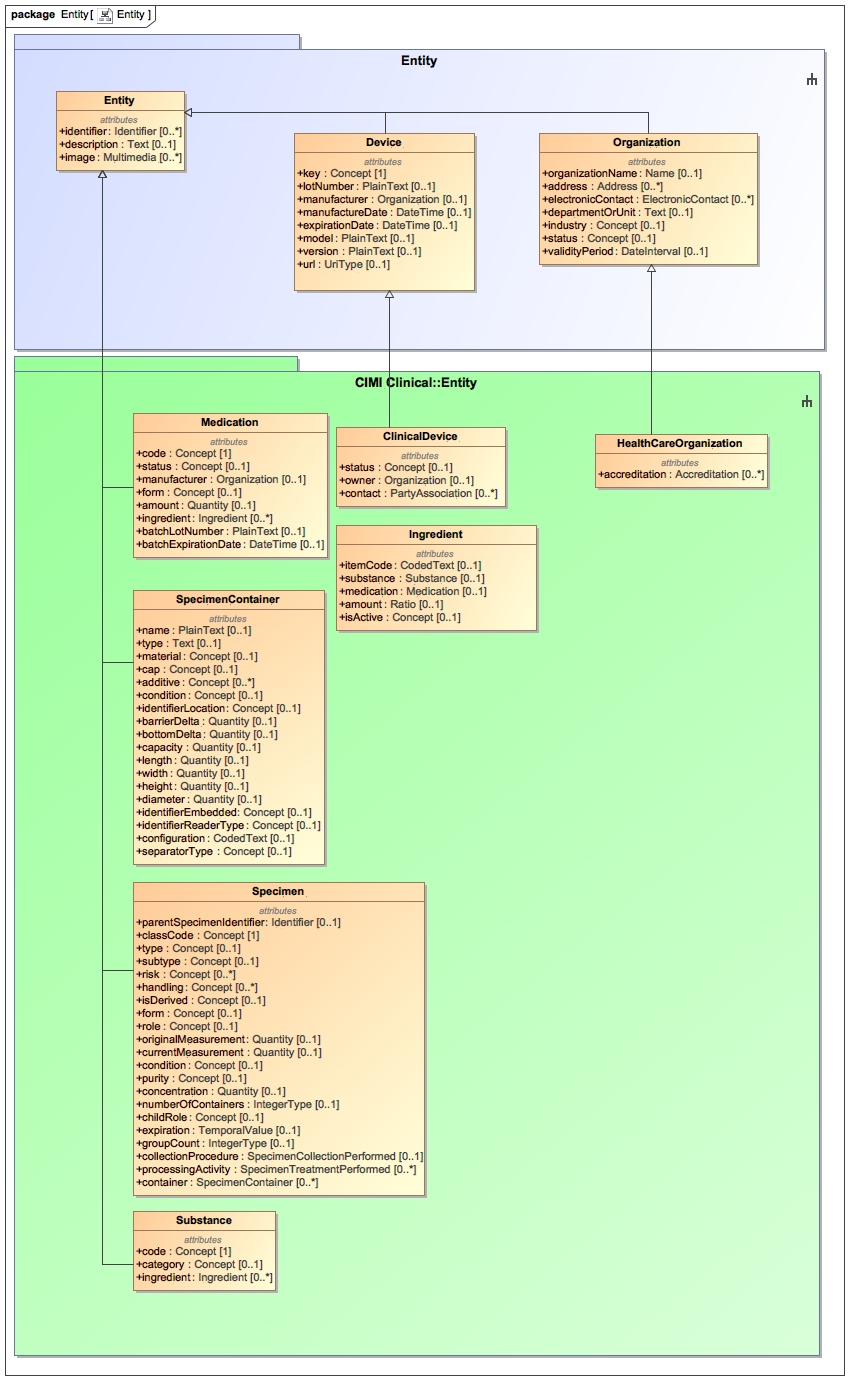 package Entity[ Entity ]
Entity
Entity
attributes
+identifier : Identifier [0..*]
+description : Text [0..1]
+image : Multimedia [0..*]
Device
attributes
+key : Concept [1]
+lotNumber : PlainText [0..1]
+manufacturer : Organization [0..1]
+manufactureDate : DateTime [0..1]
+expirationDate : DateTime [0..1]
+model : PlainText [0..1]
+version : PlainText [0..1]
+url : UriType [0..1]
Organization
attributes
+organizationName : Name [0..1]
+address : Address [0..*]
+electronicContact : ElectronicContact [0..*]
+departmentOrUnit : Text [0..1]
+industry : Concept [0..1]
+status : Concept [0..1]
+validityPeriod : DateInterval [0..1]
CIMI Clinical::Entity
Medication
attributes
+code : Concept [1]
+status : Concept [0..1]
+manufacturer : Organization [0..1]
+form : Concept [0..1]
+amount : Quantity [0..1]
+ingredient : Ingredient [0..*]
+batchLotNumber : PlainText [0..1]
+batchExpirationDate : DateTime [0..1]
ClinicalDevice
attributes
+status : Concept [0..1]
+owner : Organization [0..1]
+contact : PartyAssociation [0..*]
HealthCareOrganization
attributes
+accreditation : Accreditation [0..*]
Ingredient
attributes
+itemCode : CodedText [0..1]
+substance : Substance [0..1]
+medication : Medication [0..1]
+amount : Ratio [0..1]
+isActive : Concept [0..1]
SpecimenContainer
attributes
+name : PlainText [0..1]
+type : Text [0..1]
+material : Concept [0..1]
+cap : Concept [0..1]
+additive : Concept [0..*]
+condition : Concept [0..1]
+identifierLocation : Concept [0..1]
+barrierDelta : Quantity [0..1]
+bottomDelta : Quantity [0..1]
+capacity : Quantity [0..1]
+length : Quantity [0..1]
+width : Quantity [0..1]
+height : Quantity [0..1]
+diameter : Quantity [0..1]
+identifierEmbedded : Concept [0..1]
+identifierReaderType : Concept [0..1]
+configuration : CodedText [0..1]
+separatorType : Concept [0..1]
Specimen
attributes
+parentSpecimenIdentifier : Identifier [0..1]
+classCode : Concept [1]
+type : Concept [0..1]
+subtype : Concept [0..1]
+risk : Concept [0..*]
+handling : Concept [0..*]
+isDerived : Concept [0..1]
+form : Concept [0..1]
+role : Concept [0..1]
+originalMeasurement : Quantity [0..1]
+currentMeasurement : Quantity [0..1]
+condition : Concept [0..1]
+purity : Concept [0..1]
+concentration : Quantity [0..1]
+numberOfContainers : IntegerType [0..1]
+childRole : Concept [0..1]
+expiration : TemporalValue [0..1]
+groupCount : IntegerType [0..1]
+collectionProcedure : SpecimenCollectionPerformed [0..1]
+processingActivity : SpecimenTreatmentPerformed [0..*]
+container : SpecimenContainer [0..*]
Substance
attributes
+code : Concept [1]
+category : Concept [0..1]
+ingredient : Ingredient [0..*]